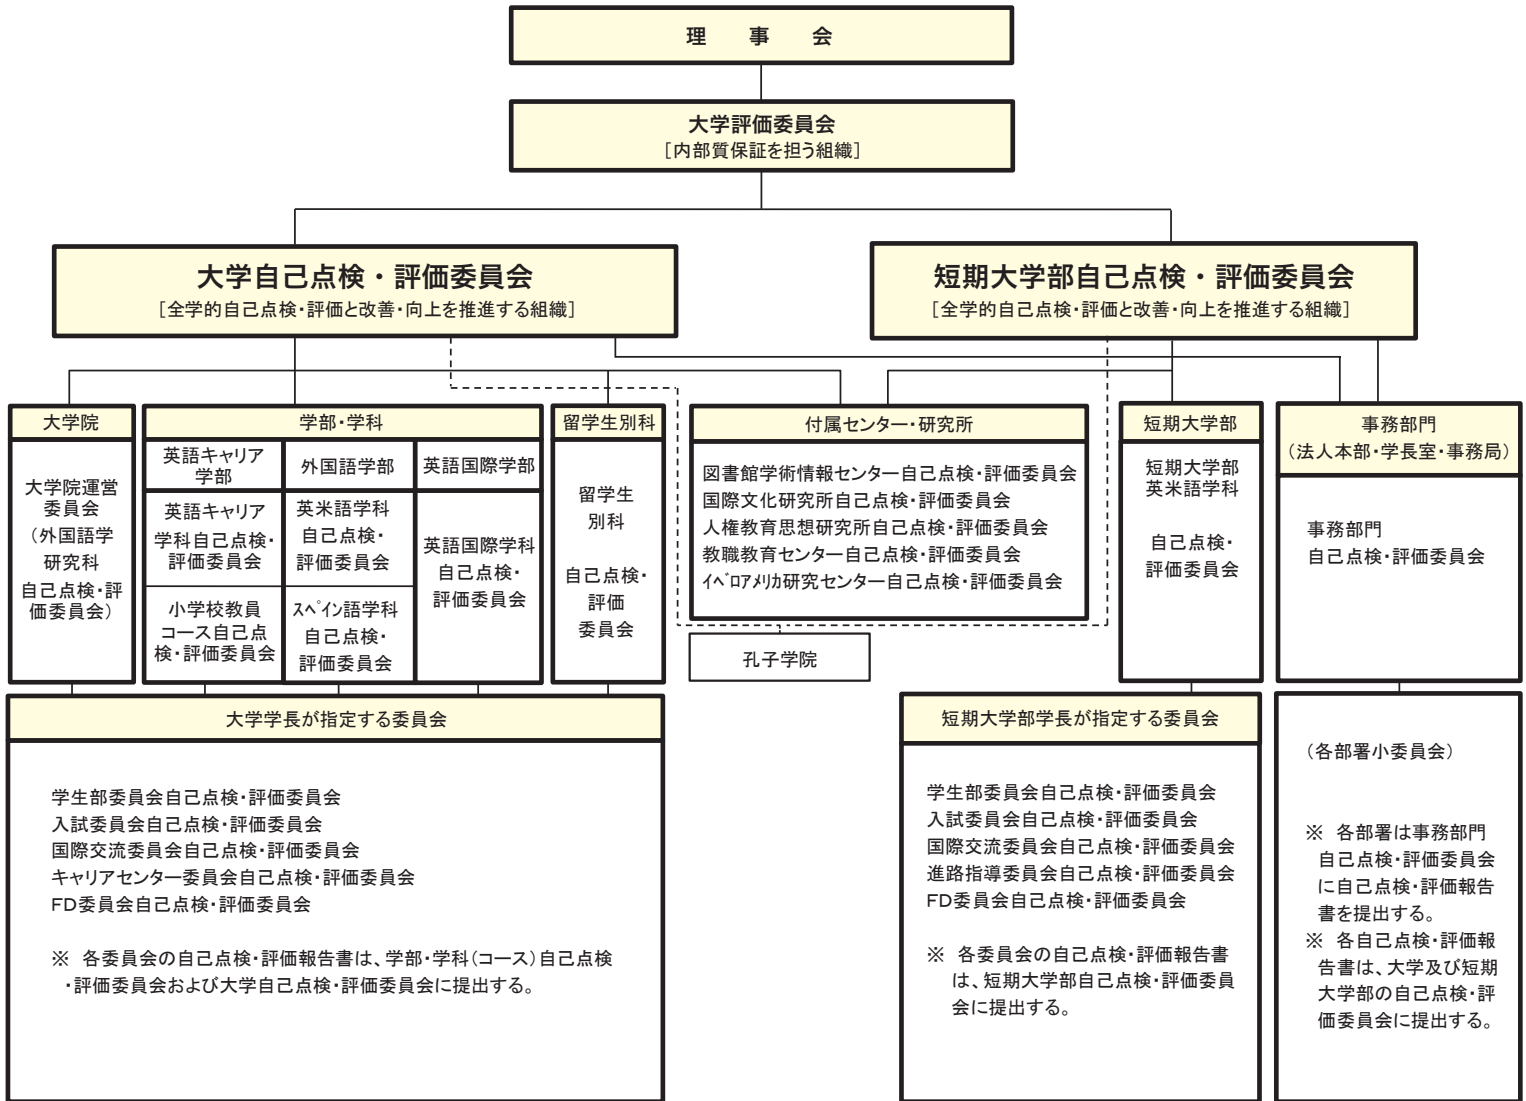 理　事　会
大学評価委員会
［内部質保証を担う組織］
大学自己点検・評価委員会
［全学的自己点検・評価と改善・向上を推進する組織］
短期大学部自己点検・評価委員会
［全学的自己点検・評価と改善・向上を推進する組織］
大学院
大学院運営
委員会
（外国語学
研究科
自己点検・評
価委員会）
学部・学科
英語キャリア
学部
外国語学部
英語国際学部
英語キャリア
学科自己点検・
評価委員会
英米語学科
自己点検・
評価委員会
英語国際学科
自己点検・
評価委員会
小学校教員
コース自己点
検・評価委員会
スペイン語学科
自己点検・
評価委員会
留学生別科
留学生
別科
自己点検・
評価
委員会
付属センター・研究所
図書館学術情報センター自己点検・評価委員会
国際文化研究所自己点検・評価委員会
人権教育思想研究所自己点検・評価委員会
教職教育センター自己点検・評価委員会
イベロアメリカ研究センター自己点検・評価委員会
孔子学院
短期大学部
短期大学部
英米語学科
自己点検・
評価委員会
事務部門
（法人本部・学長室・事務局）
事務部門
自己点検・評価委員会
大学学長が指定する委員会
学生部委員会自己点検・評価委員会
入試委員会自己点検・評価委員会
国際交流委員会自己点検・評価委員会
キャリアセンター委員会自己点検・評価委員会
ＦＤ委員会自己点検・評価委員会
※　各委員会の自己点検・評価報告書は、学部・学科（コース）自己点検
・評価委員会および大学自己点検・評価委員会に提出する。
短期大学部学長が指定する委員会
学生部委員会自己点検・評価委員会
入試委員会自己点検・評価委員会
国際交流委員会自己点検・評価委員会
進路指導委員会自己点検・評価委員会
ＦＤ委員会自己点検・評価委員会
※　各委員会の自己点検・評価報告書
は、短期大学部自己点検・評価委員
会に提出する。
（各部署小委員会）
※　各部署は事務部門
自己点検・評価委員会
に自己点検・評価報告
書を提出する。
※　各自己点検・評価報
告書は、大学及び短期
大学部の自己点検・評
価委員会に提出する。